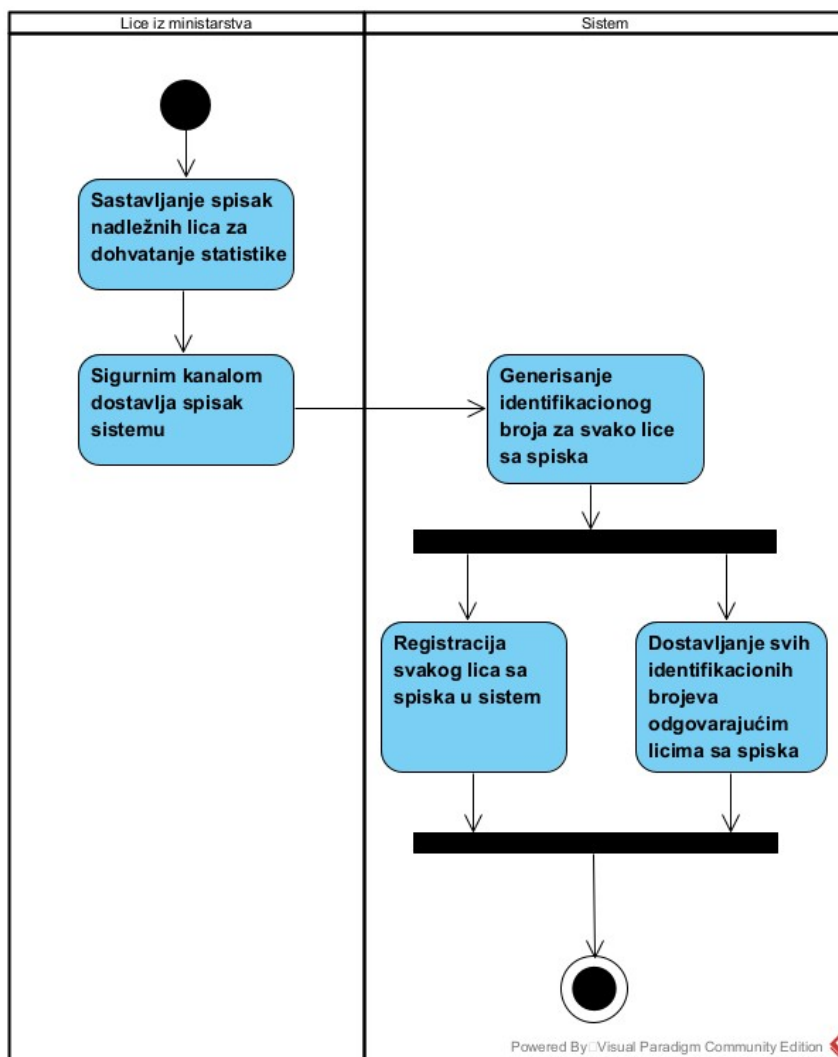 Lice iz ministarstva
Sistem
Sastavljanje spisak
nadležnih lica za
dohvatanje statistike
Sigurnim kanalom
dostavlja spisak
sistemu
Generisanje
identifikacionog
broja za svako lice
sa spiska
Registracija
svakog lica sa
spiska u sistem
Dostavljanje svih
identifikacionih
brojeva
odgovarajućim
licima sa spiska
Powered By Visual Paradigm Community Edition